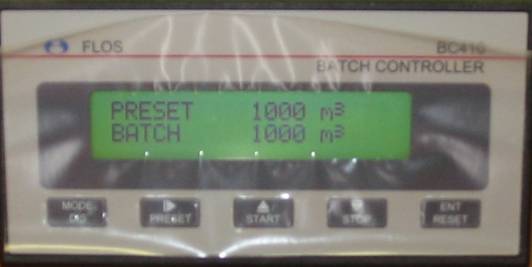 FLOS
BC410
BATCH CONTROLLER
PRESET 1000 m³
BATCH 1000 m³
MODE
PRESET
START
STOP
ENT
RESET